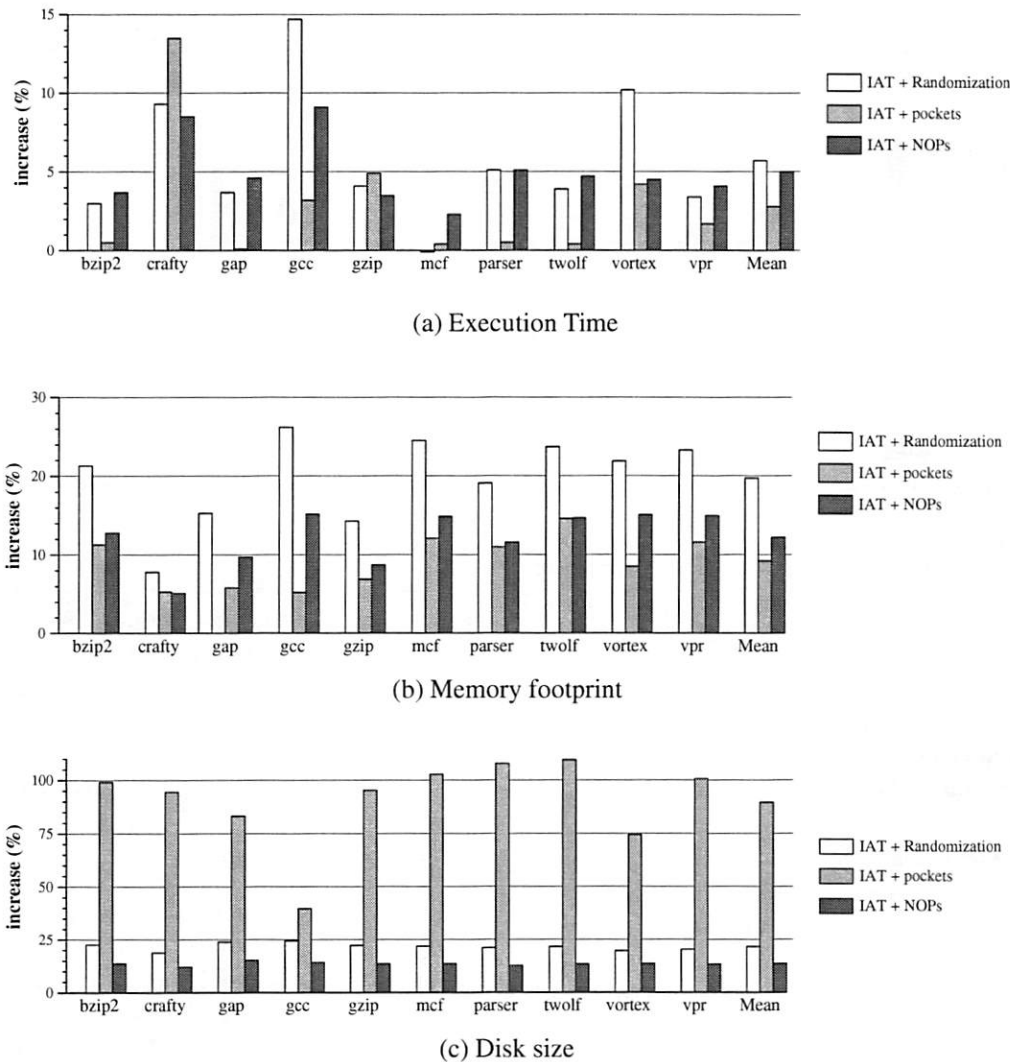 15
10
5
0
increase (%)
bzip2 crafty gap gcc gzip mcf parser twolf vortex vpr Mean
IAT + Randomization
IAT + pockets
IAT + NOPs
(a) Execution Time
30
20
10
0
increase (%)
bzip2 crafty gap gcc gzip mcf parser twolf vortex vpr Mean
IAT + Randomization
IAT + pockets
IAT + NOPs
(b) Memory footprint
100
75
50
25
0
increase (%)
bzip2 crafty gap gcc gzip mcf parser twolf vortex vpr Mean
IAT + Randomization
IAT + pockets
IAT + NOPs
(c) Disk size